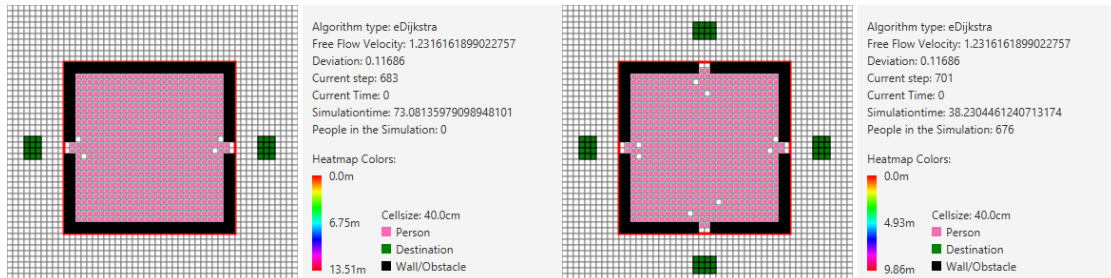 Algorithm type: eDijkstra
Free Flow Velocity: 1.2316161899022757
Deviation: 0.11686
Current step: 683
Current Time: 0
Simulationtime: 73.08135979098948101
People in the Simulation: 0
Heatmap Colors:
0.0m
6.75m
13.51m
Cellsize: 40.0cm
Person
Destination
Wall/Obstacle
Algorithm type: eDijkstra
Free Flow Velocity: 1.2316161899022757
Deviation: 0.11686
Current step: 701
Current Time: 0
Simulationtime: 38.2304461240713174
People in the Simulation: 676
Heatmap Colors:
0.0m
4.93m
9.86m
Cellsize: 40.0cm
Person
Destination
Wall/Obstacle